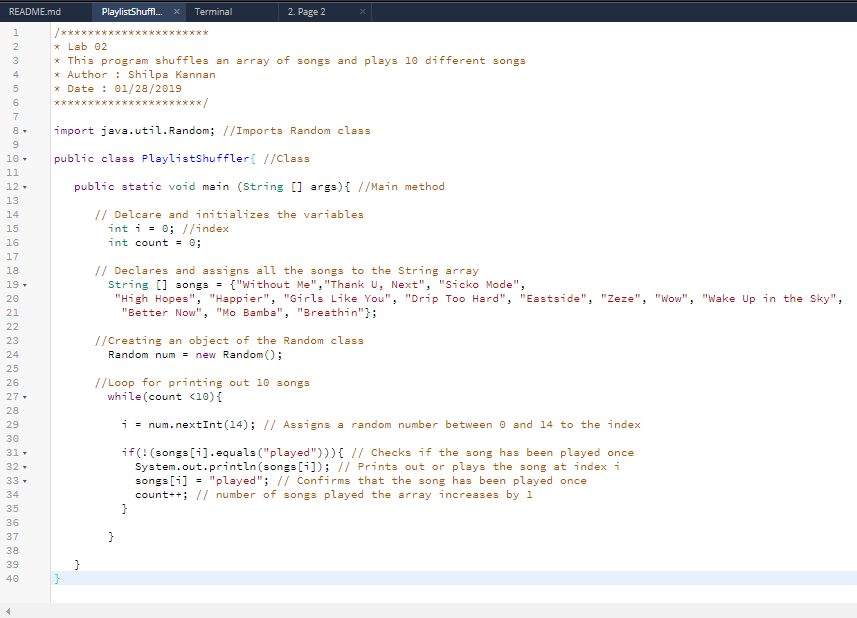 README.md PlaylistShuffl... × Terminal 2. Page 2 ×
1 /***********************
2 * Lab 02
3 * This program shuffles an array of songs and plays 10 different songs
4 * Author : Shilpa Kannan
5 * Date : 01/28/2019
6 **********************/
7
8 import java.util.Random; //Imports Random class
9
10 public class PlaylistShuffler{ //Class
11
12 public static void main (String [] args){ //Main method
13
14 // Delcare and initializes the variables
15 int i = 0; //index
16 int count = 0;
17
18 // Declares and assigns all the songs to the String array
19 String [] songs = {"Without Me","Thank U, Next", "Sicko Mode",
20 "High Hopes", "Happier", "Girls Like You", "Drip Too Hard", "Eastside", "Zeze", "Wow", "Wake Up in the Sky",
21 "Better Now", "Mo Bamba", "Breathin"};
22
23 //Creating an object of the Random class
24 Random num = new Random();
25
26 //Loop for printing out 10 songs
27 while(count <10){
28
29 i = num.nextInt(14); // Assigns a random number between 0 and 14 to the index
30
31 if(!(songs[i].equals("played"))){ // Checks if the song has been played once
32 System.out.println(songs[i]); // Prints out or plays the song at index i
33 songs[i] = "played"; // Confirms that the song has been played once
34 count++; // number of songs played the array increases by 1
35 }
36
37 }
38
39 }
40 }